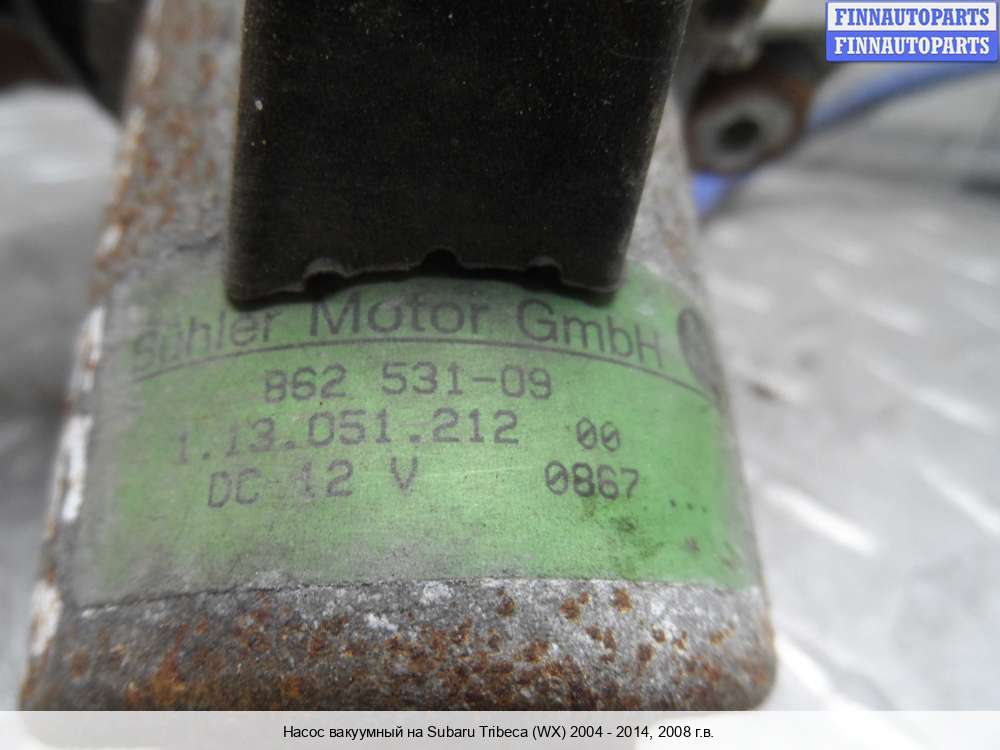 FINNAUTOPARTS
FINNAUTOPARTS
Bühler Motor GmbH
862 531-09
1.13.051.212 00
DC 12 V 0867 ...
Насос вакуумный на Subaru Tribeca (WX) 2004 - 2014, 2008 г.в.